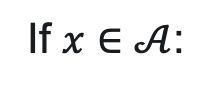 If 𝑥 ∈ 𝒜: